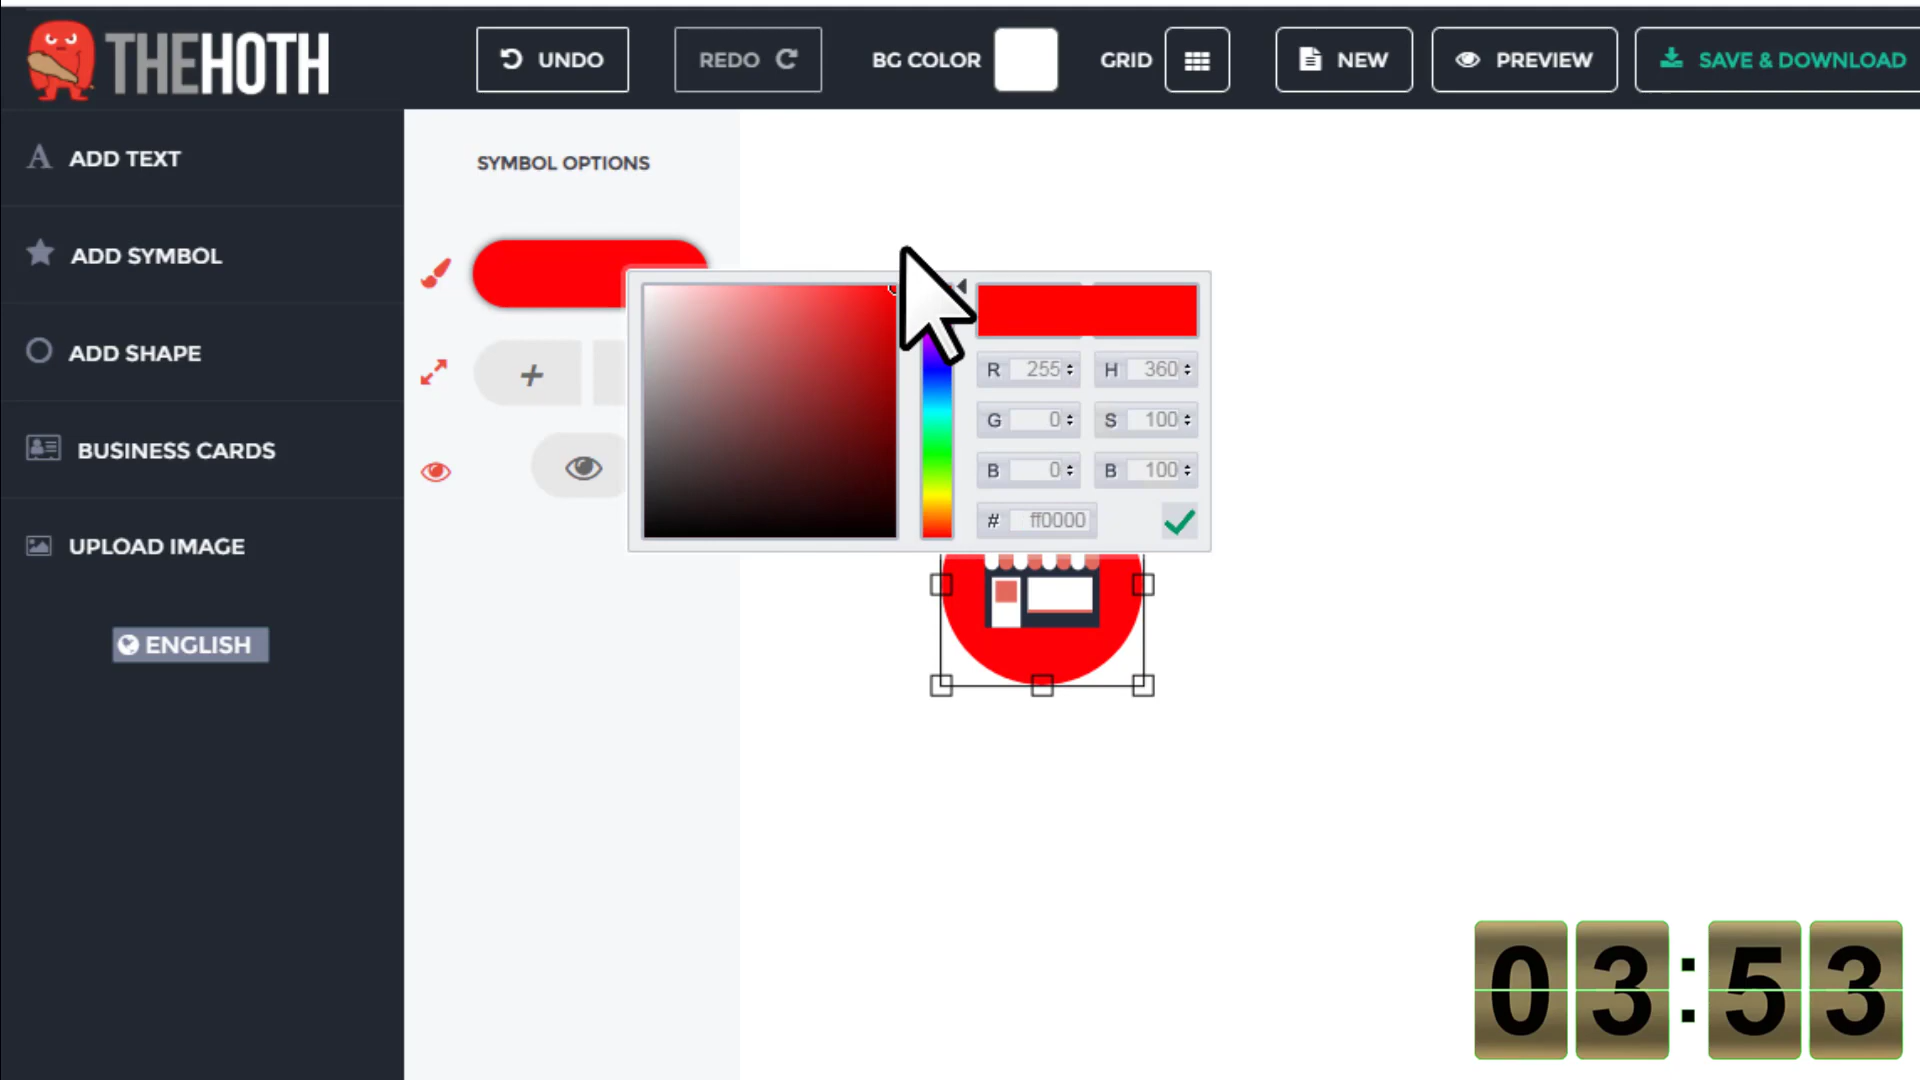 THEHOTH
UNDO
REDO
BG COLOR
GRID
NEW
PREVIEW
SAVE & DOWNLOAD
ADD TEXT
ADD SYMBOL
ADD SHAPE
BUSINESS CARDS
UPLOAD IMAGE
ENGLISH
SYMBOL OPTIONS
R 255 H 360
G 0 S 100
B 0 B 100
# ff0000
03:53